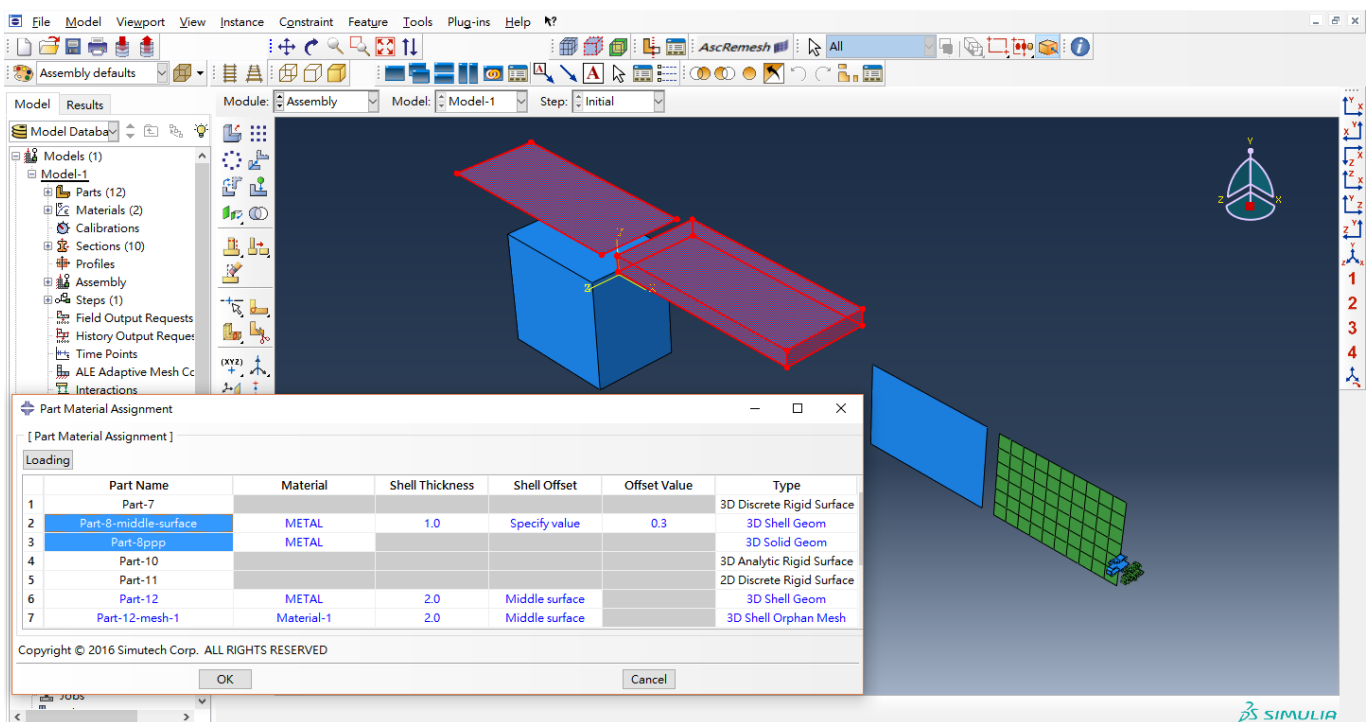 File Model Viewport View Instance Constraint Feature Tools Plug-ins Help
AscRemesh All
Assembly defaults
Model Results
Module: Assembly Model: Model-1 Step: Initial
Model Databa
Models (1)
Model-1
Parts (12)
Materials (2)
Calibrations
Sections (10)
Profiles
Assembly
Steps (1)
Field Output Requests
History Output Reques
Time Points
ALE Adaptive Mesh Cc
Interactions
(XYZ)
Y
Z X
Y
Z X
1
2
3
4
Part Material Assignment
[ Part Material Assignment ]
Loading
Part Name Material Shell Thickness Shell Offset Offset Value Type
1 Part-7 3D Discrete Rigid Surface
2 Part-8-middle-surface METAL 1.0 Specify value 0.3 3D Shell Geom
3 Part-8ppp METAL 3D Solid Geom
4 Part-10 3D Analytic Rigid Surface
5 Part-11 2D Discrete Rigid Surface
6 Part-12 METAL 2.0 Middle surface 3D Shell Geom
7 Part-12-mesh-1 Material-1 2.0 Middle surface 3D Shell Orphan Mesh
Copyright © 2016 Simutech Corp. ALL RIGHTS RESERVED
OK Cancel
Jobs
SIMULIA